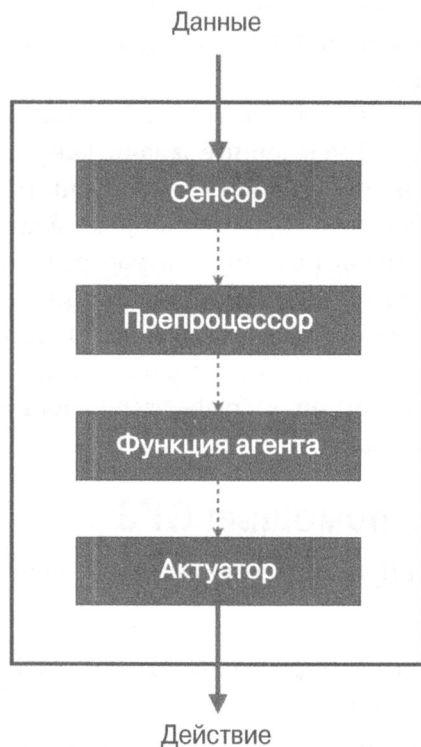 Данные
Сенсор
Препроцессор
Функция агента
Актуатор
Действие